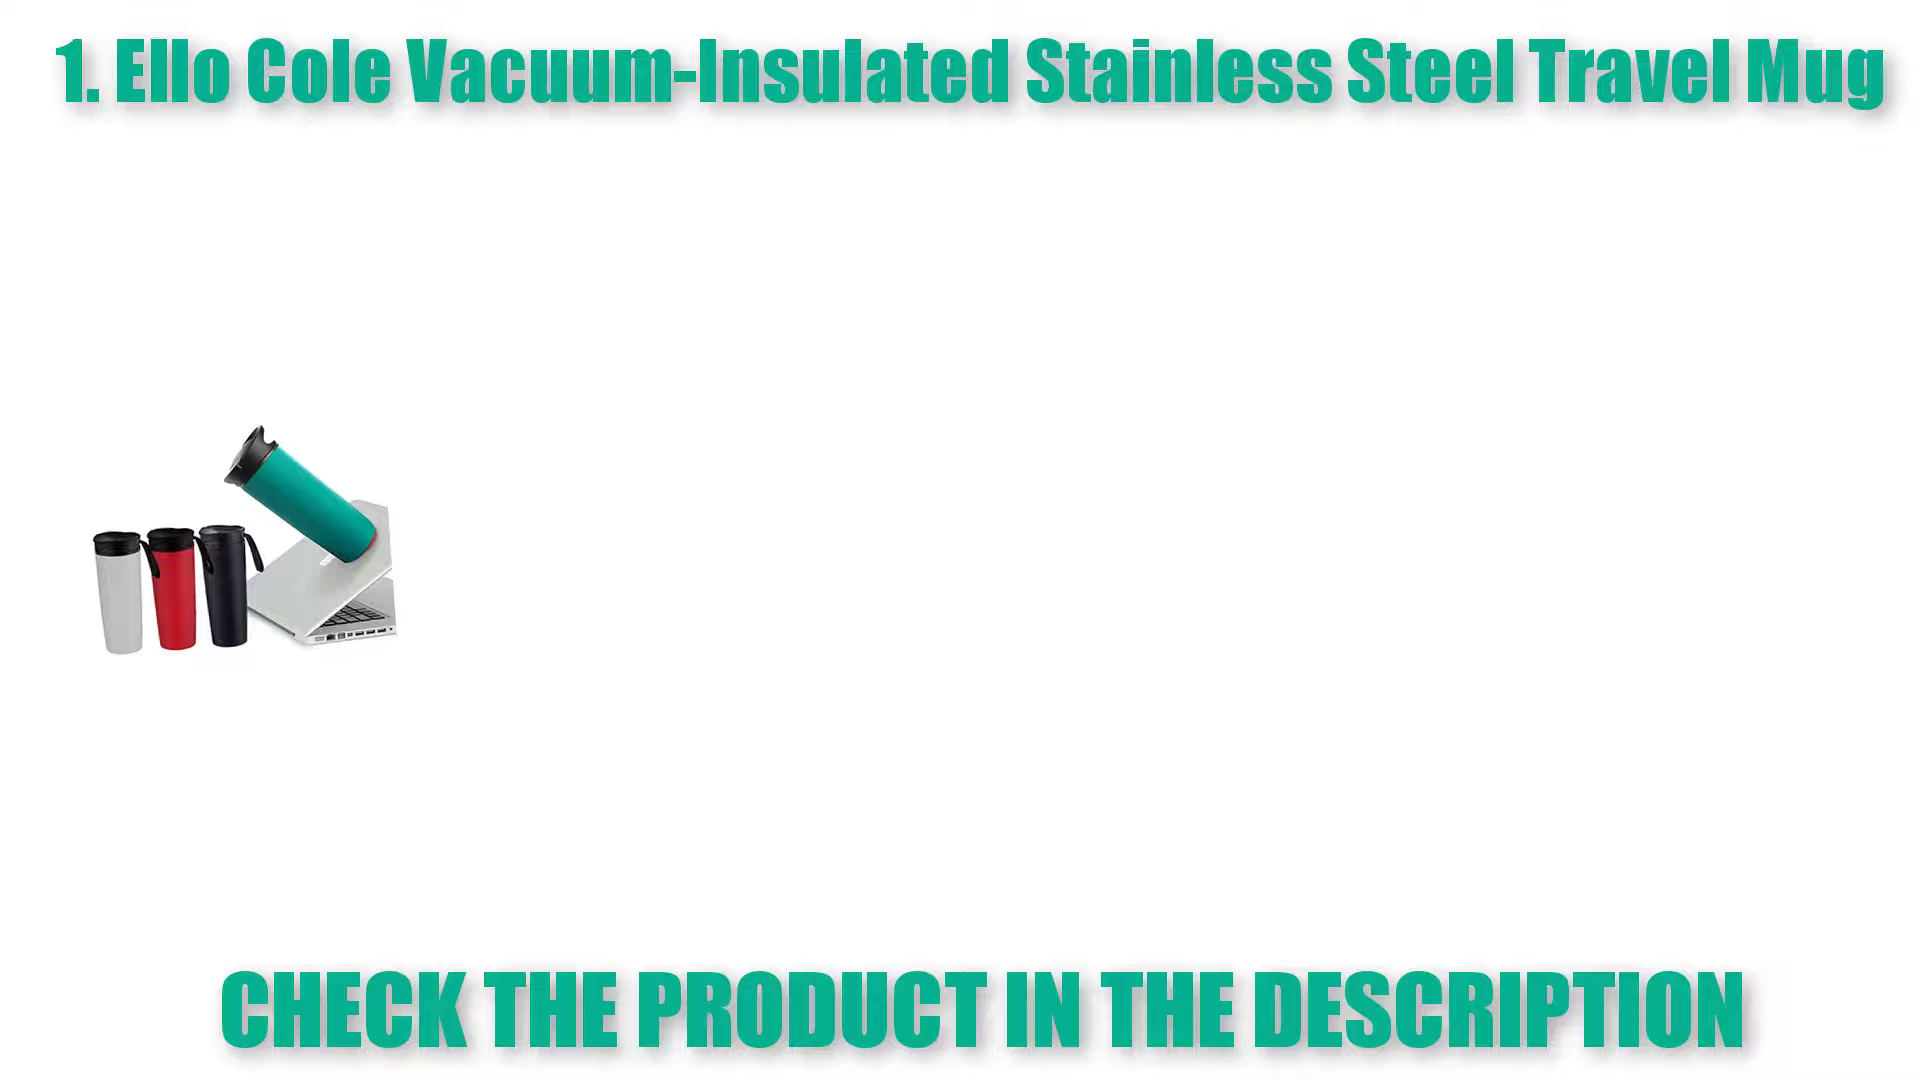 1. Ello Cole Vacuum-Insulated Stainless Steel Travel Mug
CHECK THE PRODUCT IN THE DESCRIPTION